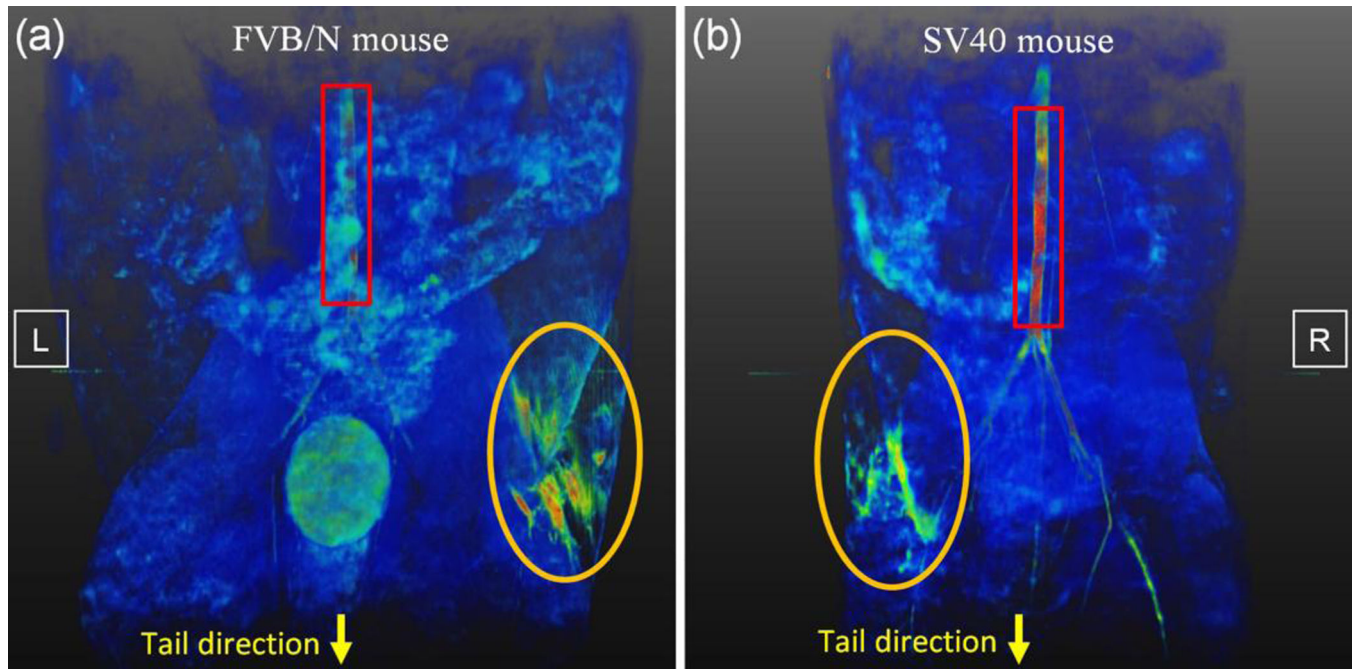 (a)
FVB/N mouse
L
Tail direction
(b)
SV40 mouse
R
Tail direction